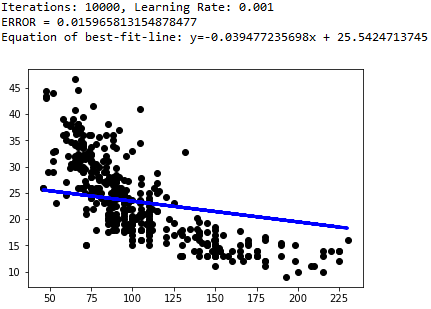 Iterations: 10000, Learning Rate: 0.001
ERROR = 0.015965813154878477
Equation of best-fit-line: y=-0.039477235698x + 25.5424713745
45
40
35
30
25
20
15
10
50 75 100 125 150 175 200 225